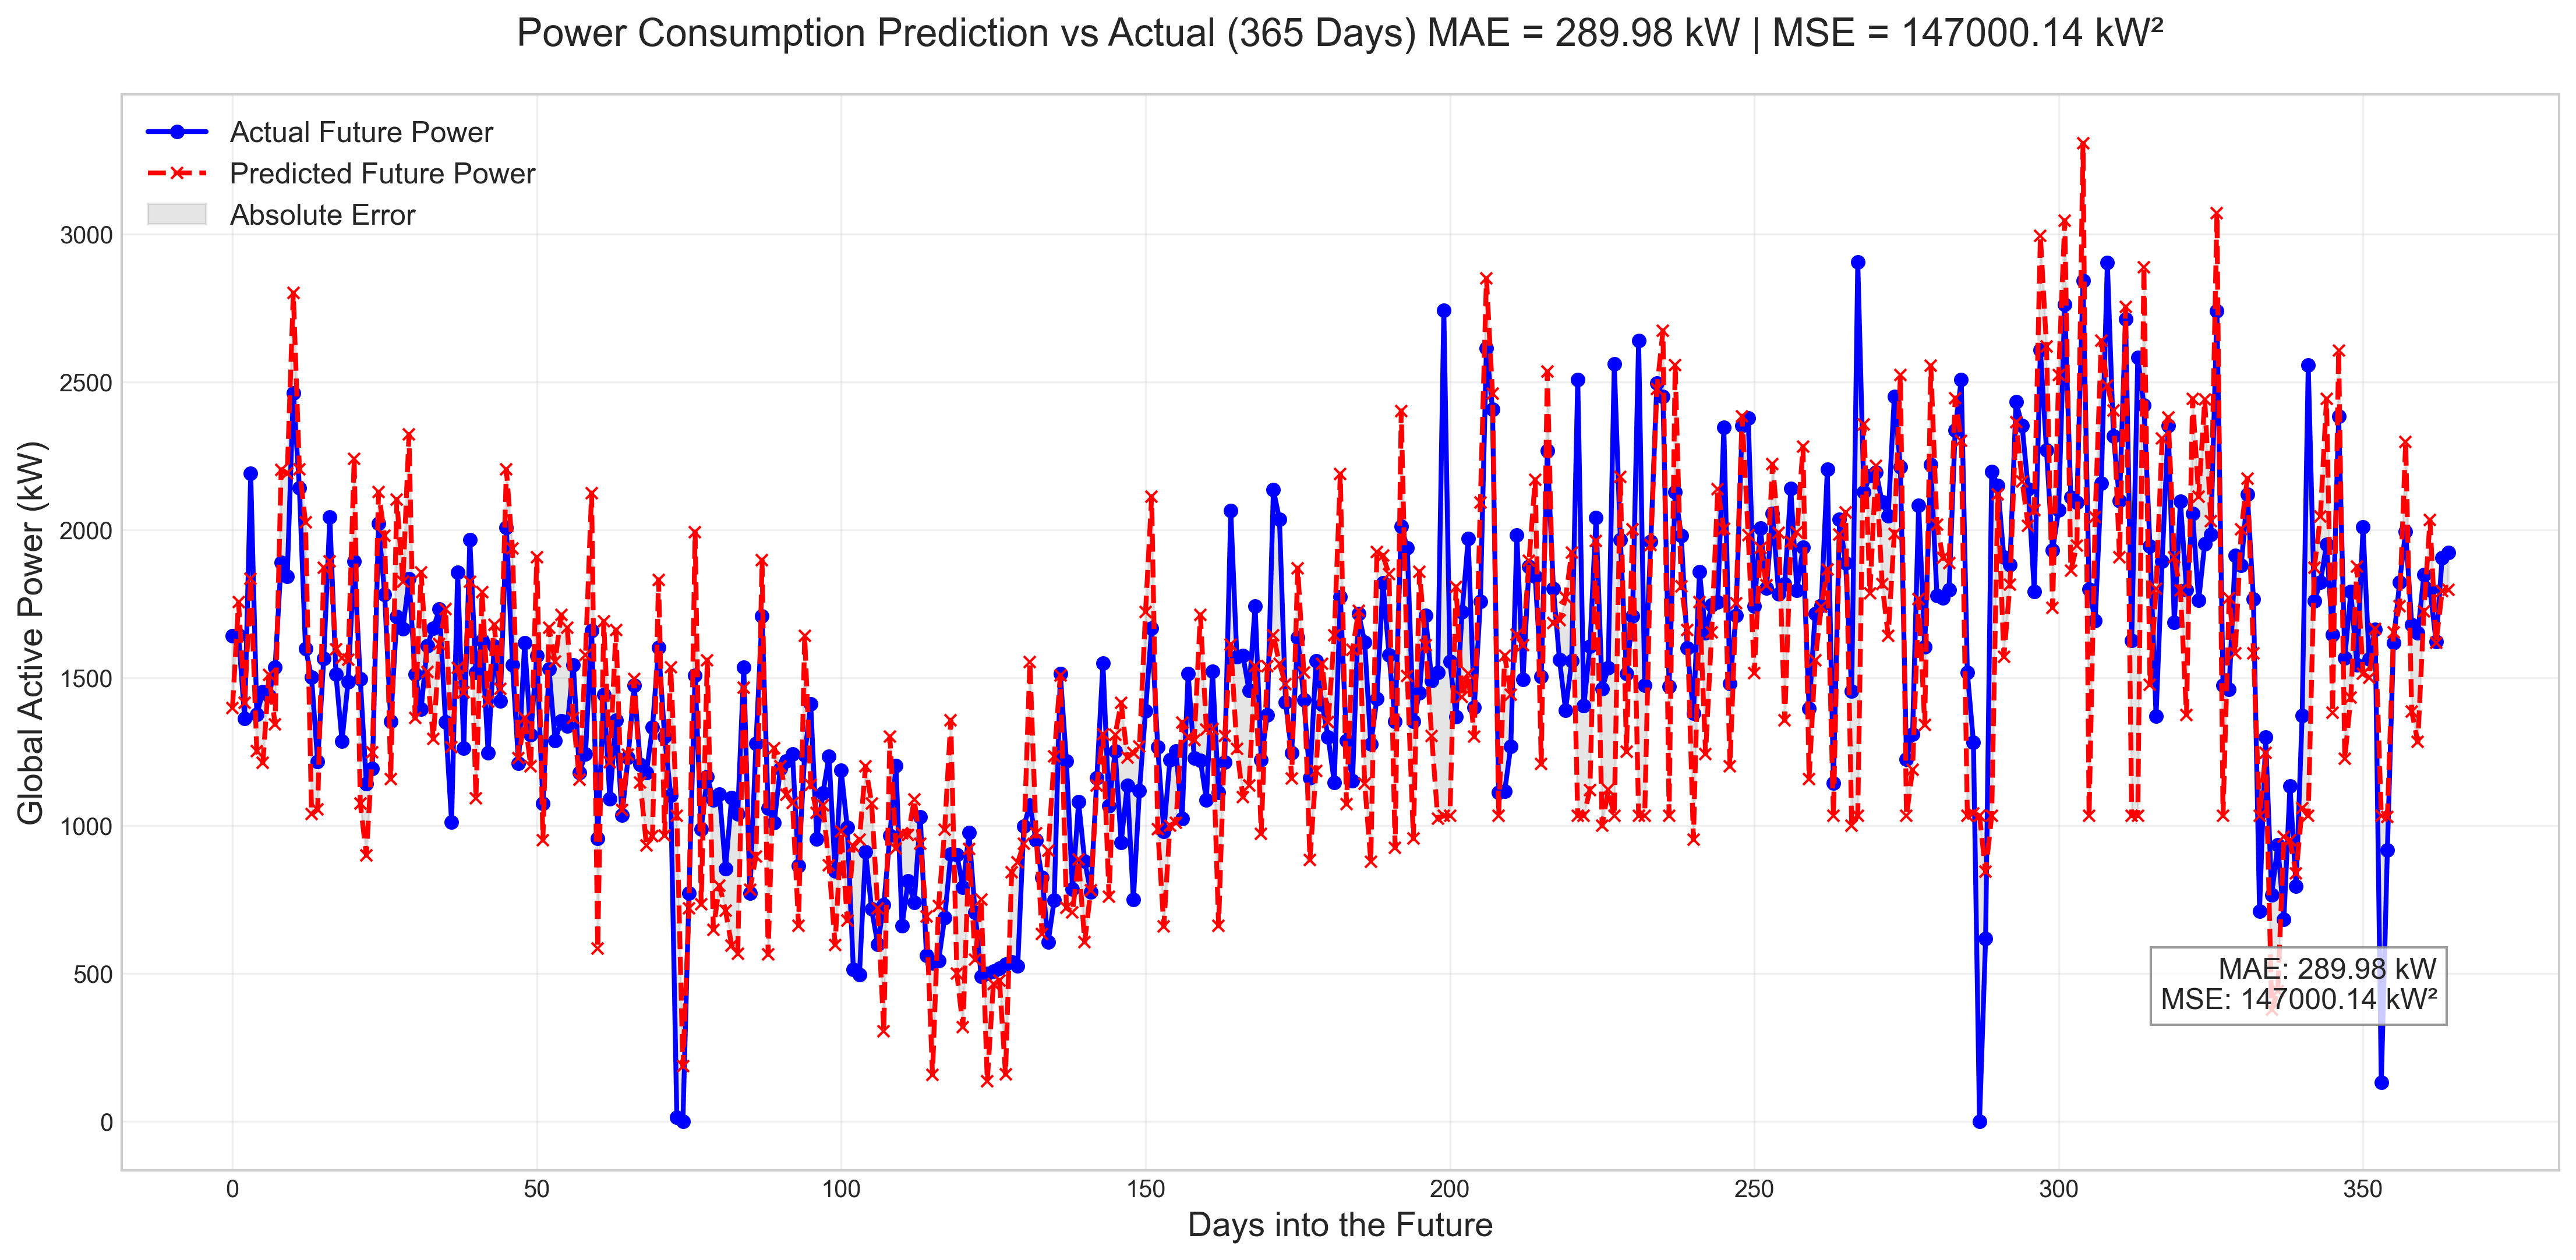 Power Consumption Prediction vs Actual (365 Days) MAE = 289.98 kW | MSE = 147000.14 kW²
Actual Future Power
Predicted Future Power
Absolute Error
Global Active Power (kW)
3000
2500
2000
1500
1000
500
0
MAE: 289.98 kW
MSE: 147000.14 kW²
0 50 100 150 200 250 300 350
Days into the Future